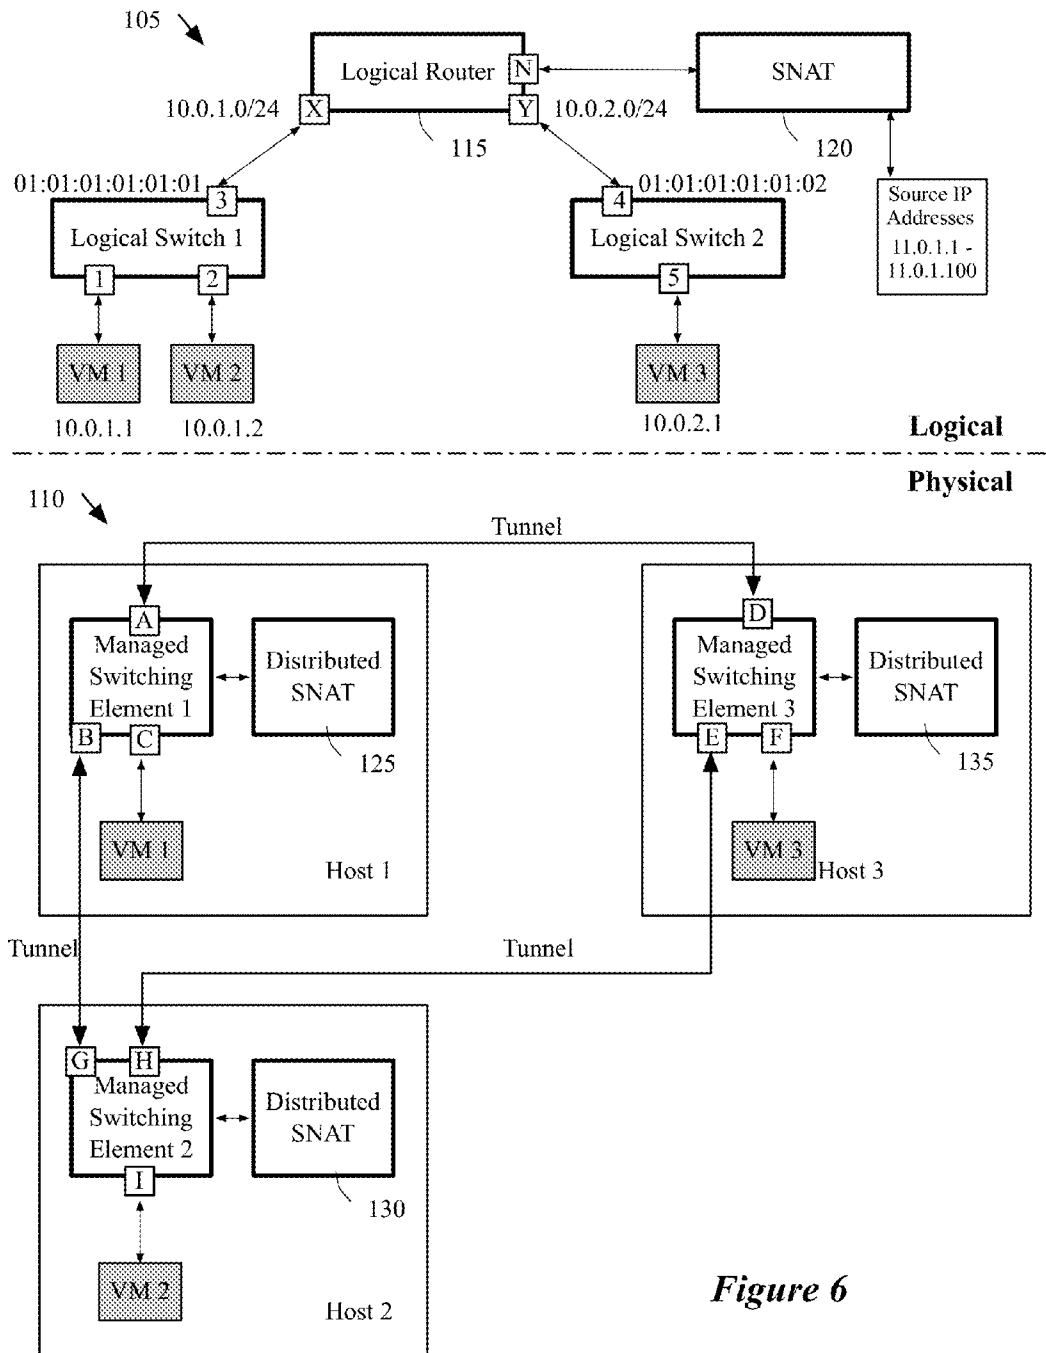 105
Logical Router
N
SNAT
10.0.1.0/24
X
Y
10.0.2.0/24
115
120
01:01:01:01:01:01
3
4
01:01:01:01:01:02
Source IP
Addresses
11.0.1.1 -
11.0.1.100
Logical Switch 1
Logical Switch 2
1
2
5
VM 1
VM 2
VM 3
10.0.1.1
10.0.1.2
10.0.2.1
Logical
Physical
110
Tunnel
A
Managed
Switching
Element 1
Distributed
SNAT
B
C
125
VM 1
Host 1
D
Managed
Switching
Element 3
Distributed
SNAT
E
F
135
VM 3
Host 3
Tunnel
Tunnel
G
H
Managed
Switching
Element 2
Distributed
SNAT
I
130
VM 2
Host 2
Figure 6